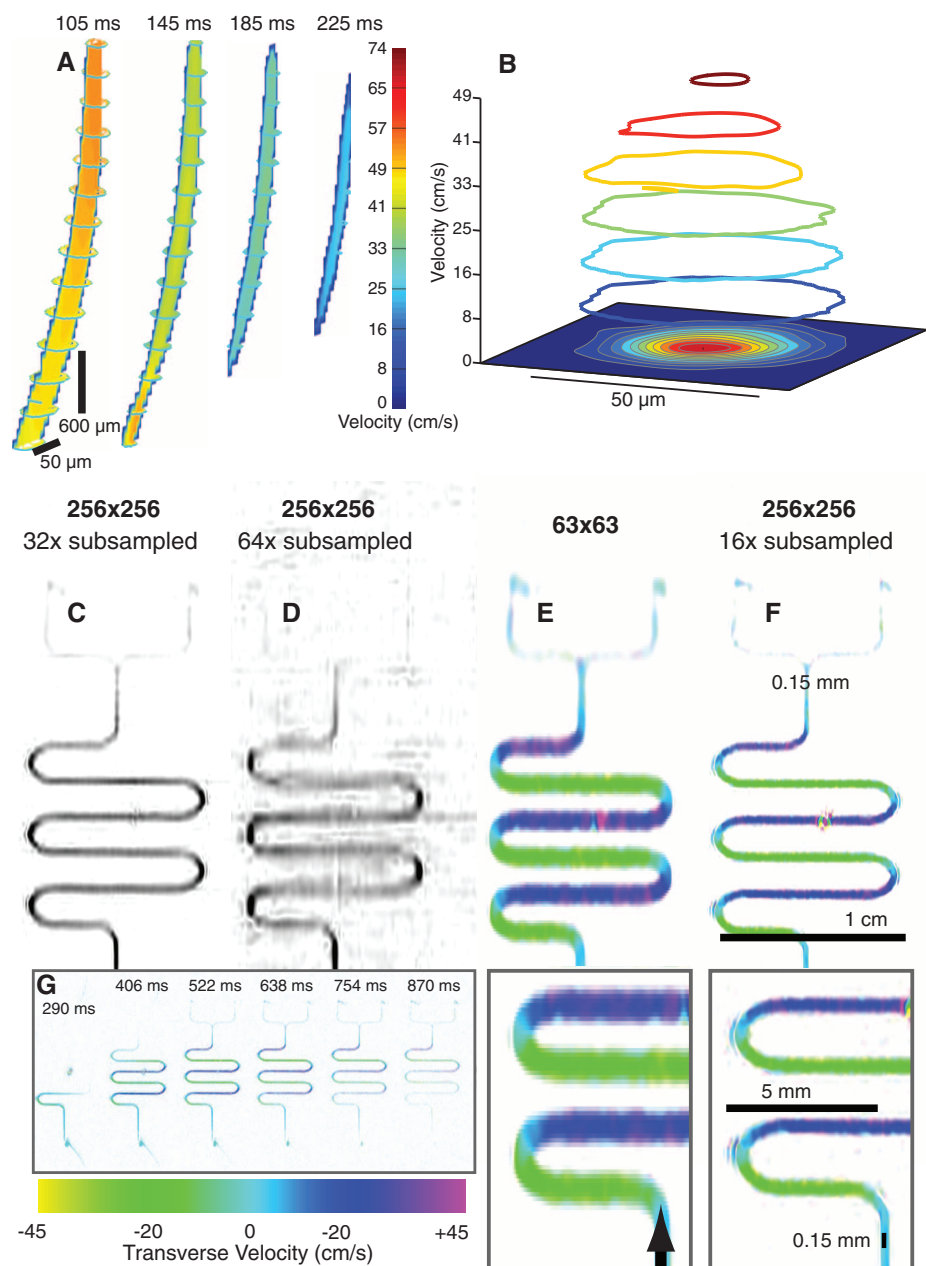 105 ms 145 ms 185 ms 225 ms
A
74
65
57
49
41
33
25
16
8
0
Velocity (cm/s)
600 µm
50 µm
B
49
41
33
25
16
8
0
Velocity (cm/s)
50 µm
256x256
32x subsampled
C
256x256
64x subsampled
D
63x63
E
256x256
16x subsampled
F
0.15 mm
1 cm
G
290 ms
406 ms 522 ms 638 ms 754 ms 870 ms
-45 -20 0 -20 +45
Transverse Velocity (cm/s)
5 mm
0.15 mm